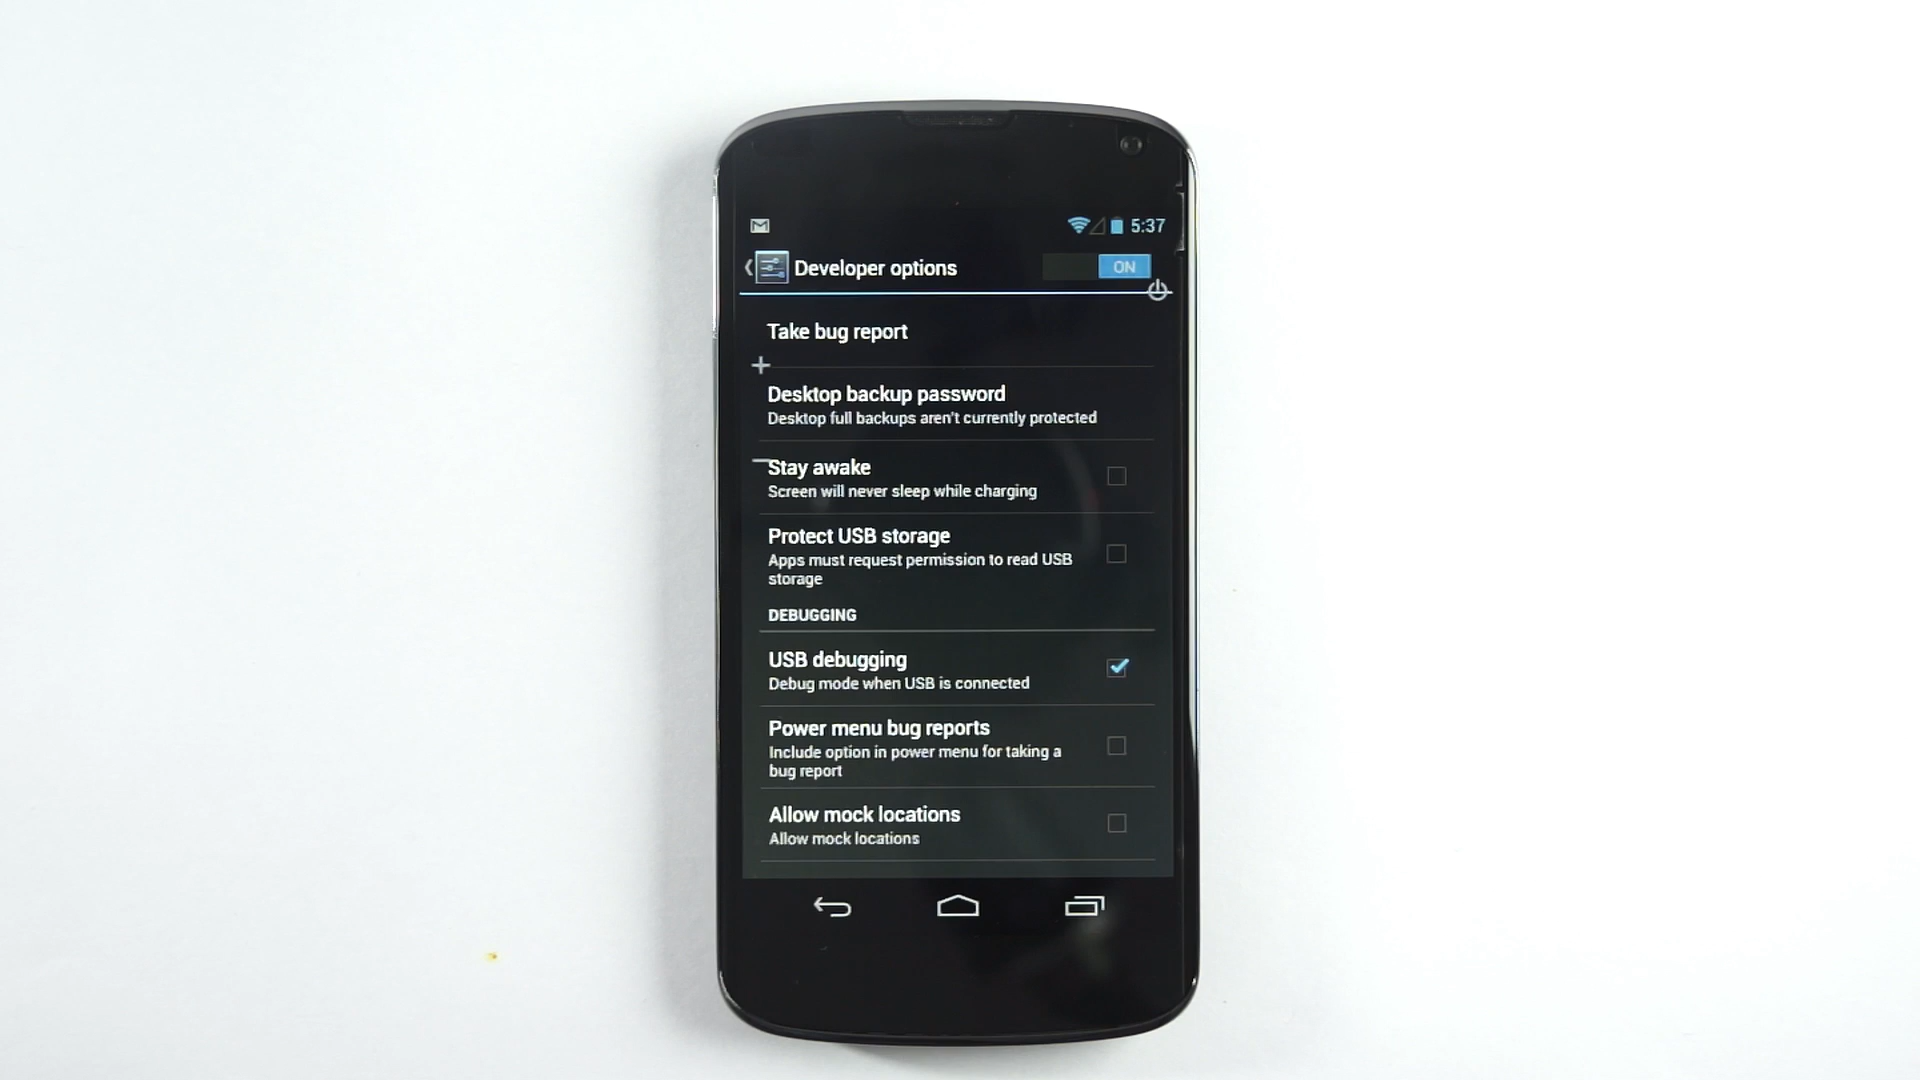 5:37
Developer options
ON
Take bug report
Desktop backup password
Desktop full backups aren't currently protected
Stay awake
Screen will never sleep while charging
Protect USB storage
Apps must request permission to read USB
storage
DEBUGGING
USB debugging
Debug mode when USB is connected
Power menu bug reports
Include option in power menu for taking a
bug report
Allow mock locations
Allow mock locations